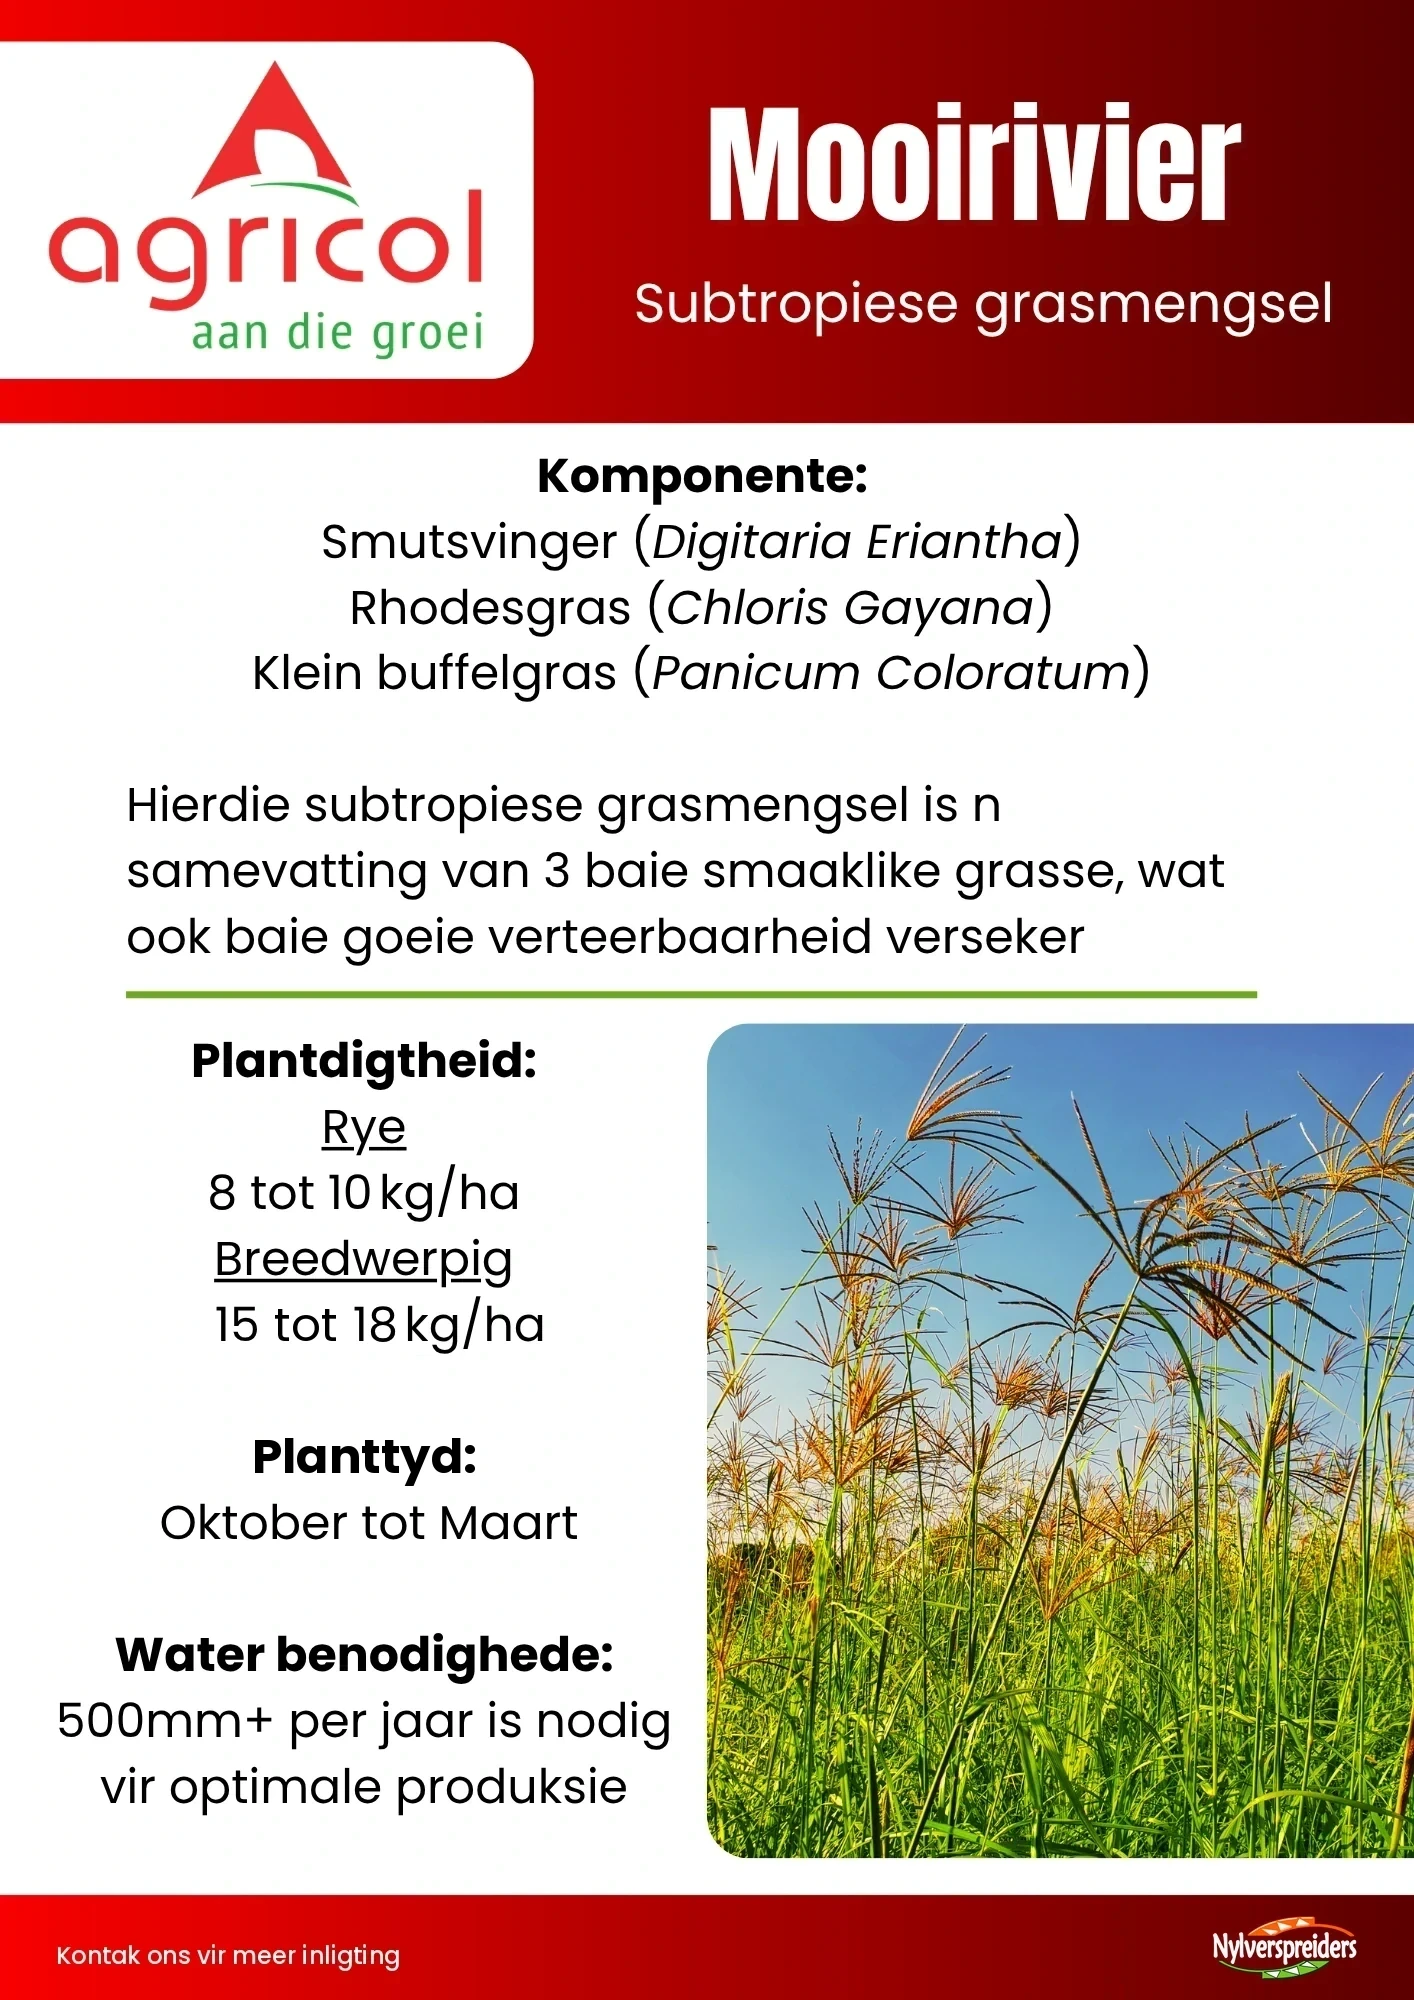 agricol
aan die groei
Mooirivier
Subtropiese grasmengsel
Komponente:
Smutsvinger (Digitaria Eriantha)
Rhodesgras (Chloris Gayana)
Klein buffelgras (Panicum Coloratum)
Hierdie subtropiese grasmengsel is n
samevatting van 3 baie smaaklike grasse, wat
ook baie goeie verteerbaarheid verseker
Plantdigtheid:
Rye
8 tot 10 kg/ha
Breedwerpig
15 tot 18 kg/ha
Planttyd:
Oktober tot Maart
Water benodighede:
500mm+ per jaar is nodig
vir optimale produksie
Kontak ons vir meer inligting
Nylverspreiders